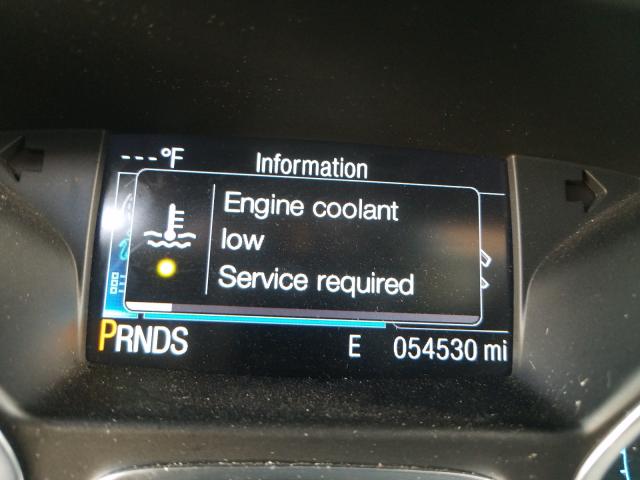 ---°F
Information
Engine coolant
low
Service required
PRNDS
E
054530 mi